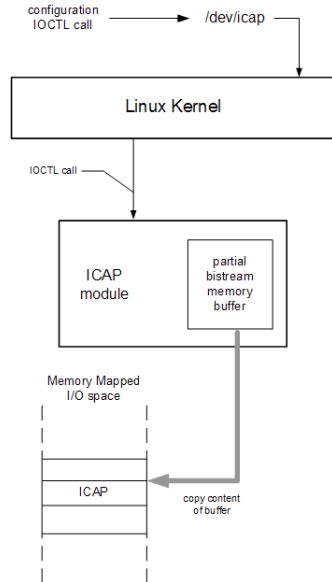 configuration
IOCTL call
/dev/icap
Linux Kernel
IOCTL call
ICAP
module
partial
bistream
memory
buffer
Memory Mapped
I/O space
ICAP
copy content
of buffer